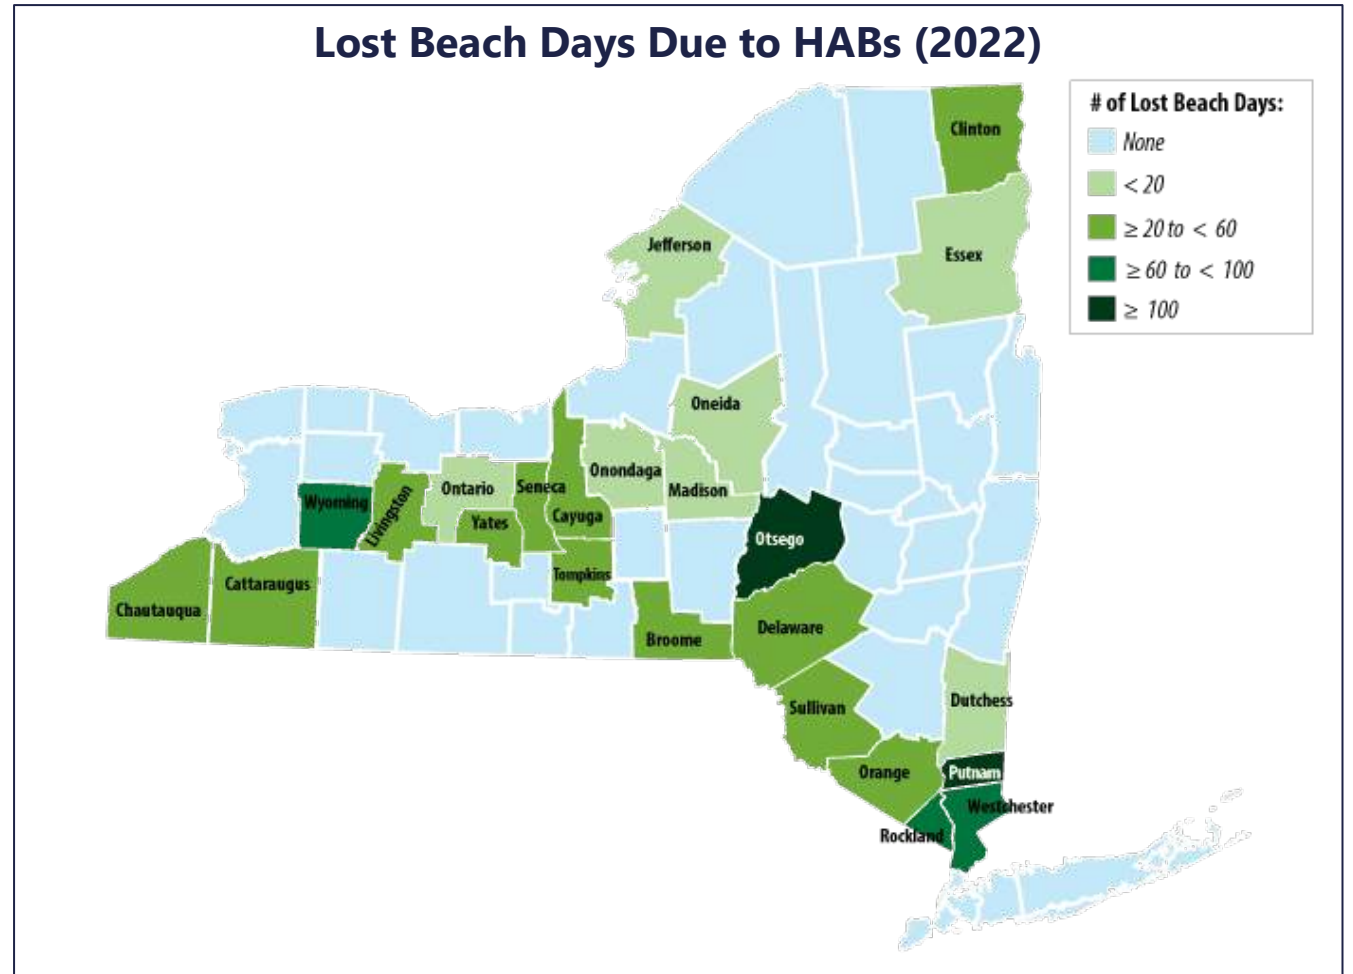 Lost Beach Days Due to HABs (2022)
# of Lost Beach Days:
None
< 20
≥ 20 to < 60
≥ 60 to < 100
≥ 100
Clinton
Essex
Jefferson
Oneida
Onondaga
Madison
Ontario
Seneca
Cayuga
Yates
Wyoming
Livingston
Otsego
Tompkins
Cattaraugus
Chautauqua
Broome
Delaware
Sullivan
Dutchess
Orange
Putnam
Westchester
Rockland